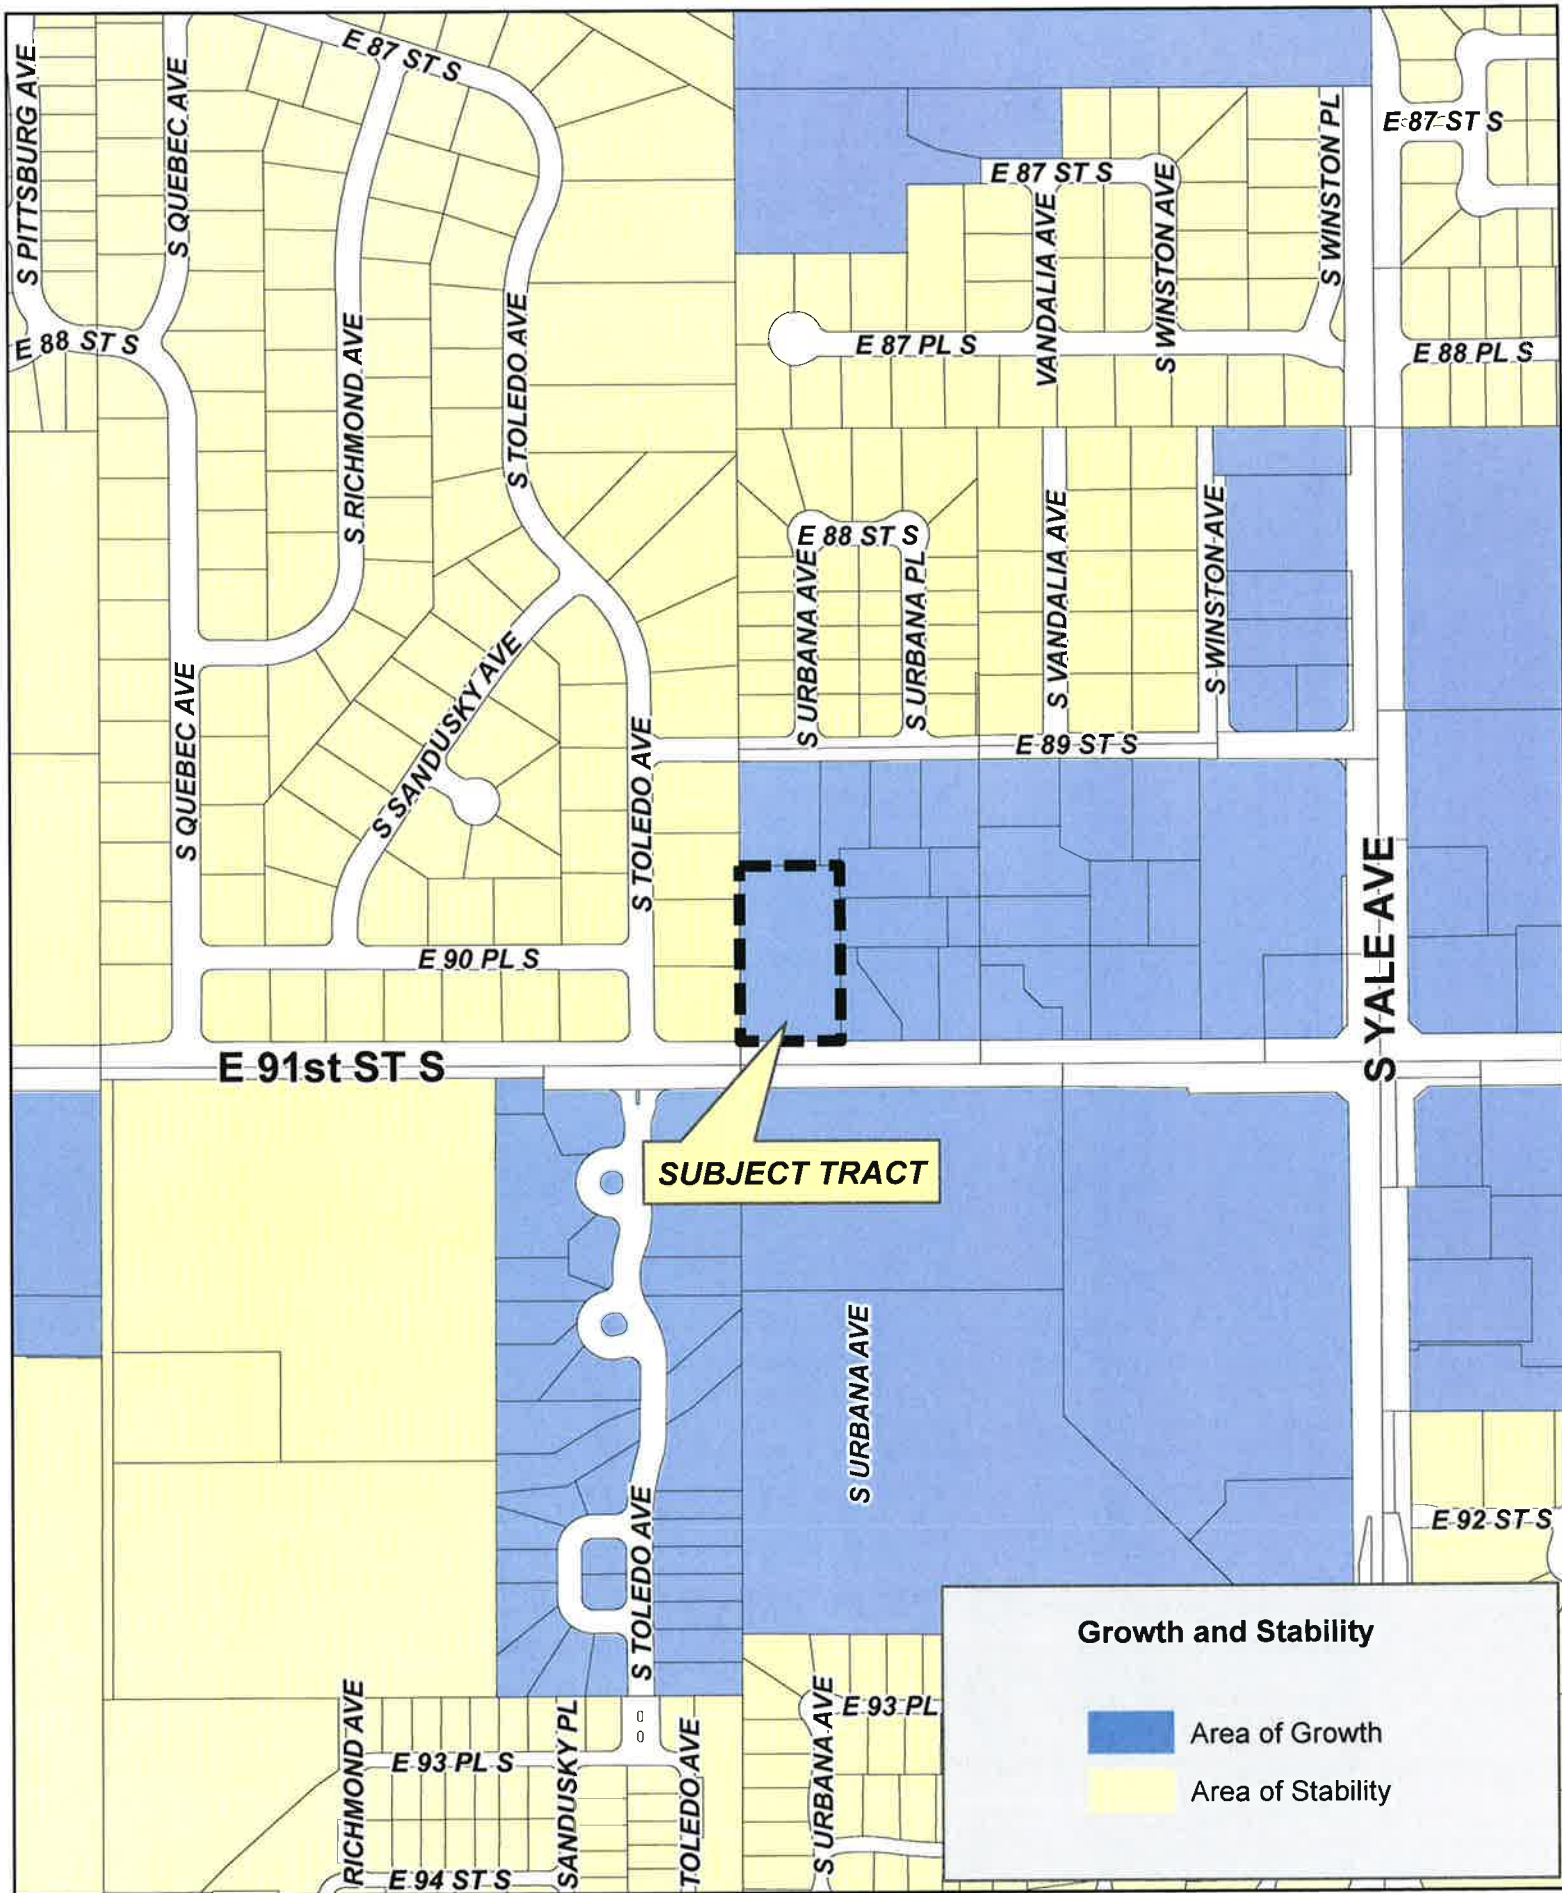 E 87 ST S
S PITTSBURG AVE
S QUEBEC AVE
E 87 ST S
S WINSTON PL
E 87 ST S
VANDALIA AVE
S WINSTON AVE
E 88 ST S
S RICHMOND AVE
S TOLEDO AVE
E 87 PL S
E 88 PL S
E 88 ST S
S URBANA AVE
S URBANA PL
S VANDALIA AVE
S WINSTON AVE
S QUEBEC AVE
S SANDUSKY AVE
S TOLEDO AVE
E 89 ST S
S YALE AVE
E 90 PL S
E 91st ST S
SUBJECT TRACT
S URBANA AVE
S TOLEDO AVE
E 92 ST S
Growth and Stability
Area of Growth
Area of Stability
RICHMOND AVE
E 93 PL S
SANDUSKY PL
TOLEDO AVE
S URBANA AVE
E 93 PL
E 94 ST S